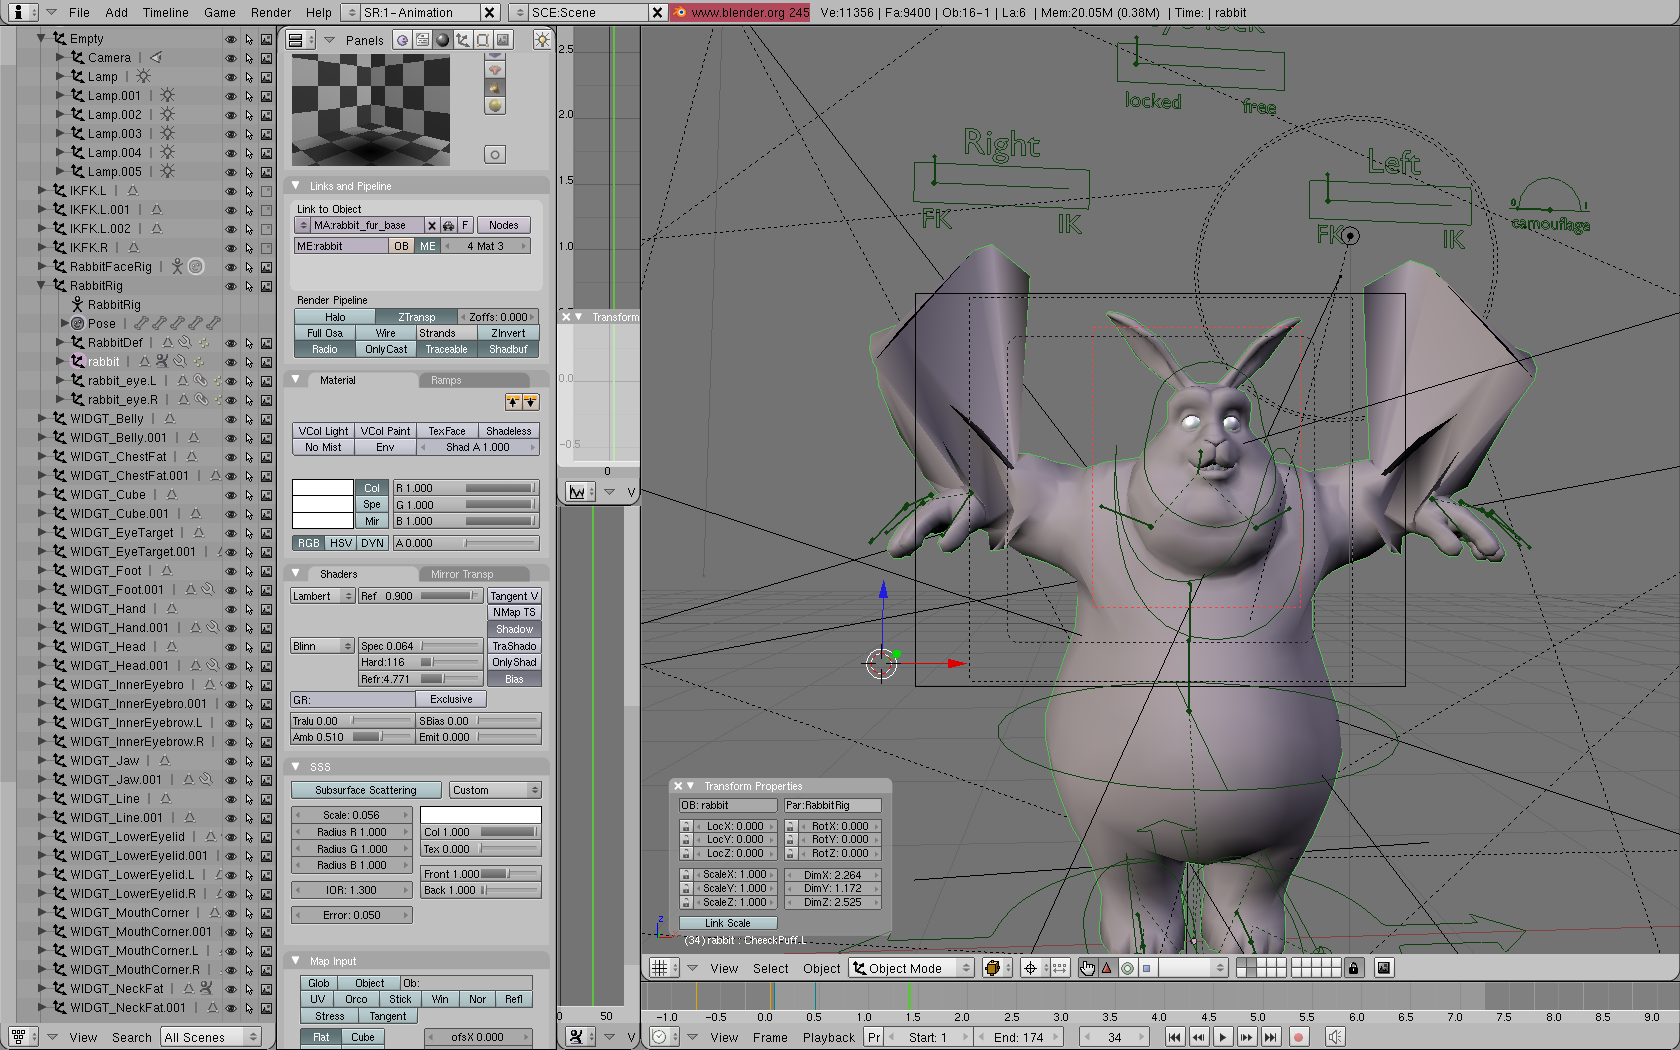 File Add Timeline Game Render Help SR:1-Animation SCE:Scene www.blender.org 245 Ve:11356 | Fa:9400 | Ob:16-1 | La:6 | Mem:20.05M (0.38M) | Time: | rabbit
Empty
Camera
Lamp
Lamp.001
Lamp.002
Lamp.003
Lamp.004
Lamp.005
IKFK.L
IKFK.L.001
IKFK.L.002
IKFK.R
RabbitFaceRig
RabbitRig
RabbitRig
Pose
RabbitDef
rabbit
rabbit_eye.L
rabbit_eye.R
WIDGT_Belly
WIDGT_Belly.001
WIDGT_ChestFat
WIDGT_ChestFat.001
WIDGT_Cube
WIDGT_Cube.001
WIDGT_EyeTarget
WIDGT_EyeTarget.001
WIDGT_Foot
WIDGT_Foot.001
WIDGT_Hand
WIDGT_Hand.001
WIDGT_Head
WIDGT_Head.001
WIDGT_InnerEyebro
WIDGT_InnerEyebro.001
WIDGT_InnerEyebrow.L
WIDGT_InnerEyebrow.R
WIDGT_Jaw
WIDGT_Jaw.001
WIDGT_Line
WIDGT_Line.001
WIDGT_LowerEyelid
WIDGT_LowerEyelid.001
WIDGT_LowerEyelid.L
WIDGT_LowerEyelid.R
WIDGT_MouthCorner
WIDGT_MouthCorner.001
WIDGT_MouthCorner.L
WIDGT_MouthCorner.R
WIDGT_NeckFat
WIDGT_NeckFat.001
View Search All Scenes
Panels
Links and Pipeline
Link to Object
MA:rabbit_fur_base F Nodes
ME:rabbit OB ME 4 Mat 3
Render Pipeline
Halo ZTransp Zoffs: 0.000
Full Osa Wire Strands ZInvert
Radio OnlyCast Traceable Shadbuf
Material Ramps
VCol Light VCol Paint TexFace Shadeless
No Mist Env Shad A 1.000
Col R 1.000
Spe G 1.000
Mir B 1.000
RGB HSV DYN A 0.000
Shaders Mirror Transp
Lambert Ref 0.900 Tangent V
NMap TS
Shadow
Blinn Spec 0.064 TraShado
Hard:116 OnlyShad
Refr:4.771 Bias
GR: Exclusive
Tralu 0.00 SBias 0.00
Amb 0.510 Emit 0.000
SSS
Subsurface Scattering Custom
Scale: 0.056
Radius R 1.000 Col 1.000
Radius G 1.000 Tex 0.000
Radius B 1.000 Front 1.000
IOR: 1.300 Back 1.000
Error: 0.050
Map Input
Glob Object Ob:
UV Orco Stick Win Nor Refl
Stress Tangent
Flat Cube ofsX 0.000
2.5
2.0
1.5
1.0
Transform
0.0
-0.5
0
V
0 50
V
locked free
Right
FK IK
Left
FK IK
0 1
camouflage
Transform Properties
OB: rabbit Par:RabbitRig
LocX: 0.000 RotX: 0.000
LocY: 0.000 RotY: 0.000
LocZ: 0.000 RotZ: 0.000
ScaleX: 1.000 DimX: 2.264
ScaleY: 1.000 DimY: 1.172
ScaleZ: 1.000 DimZ: 2.525
Link Scale
(34) rabbit : CheeckPuff.L
z
View Select Object Object Mode
-1.0 -0.5 0.0 0.5 1.0 1.5 2.0 2.5 3.0 3.5 4.0 4.5 5.0 5.5 6.0 6.5 7.0 7.5 8.0 8.5 9.0
View Frame Playback Pr Start: 1 End: 174 34